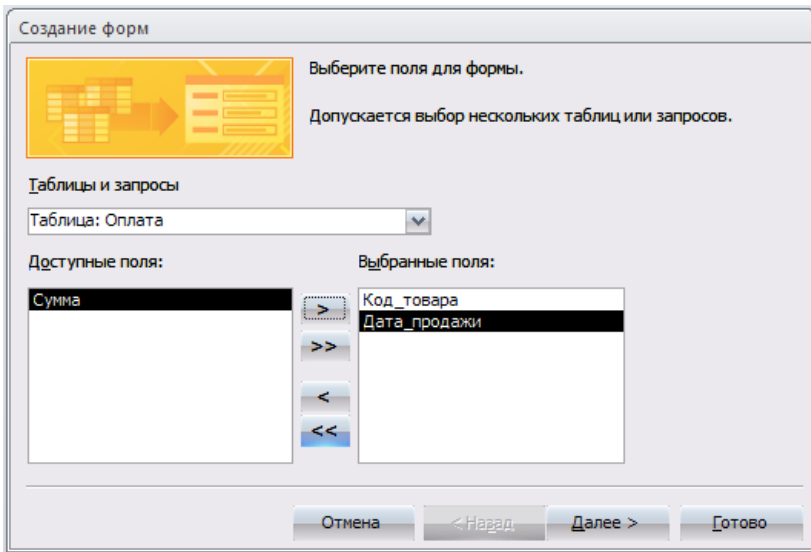 Создание форм
Выберите поля для формы.
Допускается выбор нескольких таблиц или запросов.
Таблицы и запросы
Таблица: Оплата
Доступные поля:
Выбранные поля:
Сумма
>
>>
<
<<
Код_товара
Дата_продажи
Отмена
< Назад
Далее >
Готово